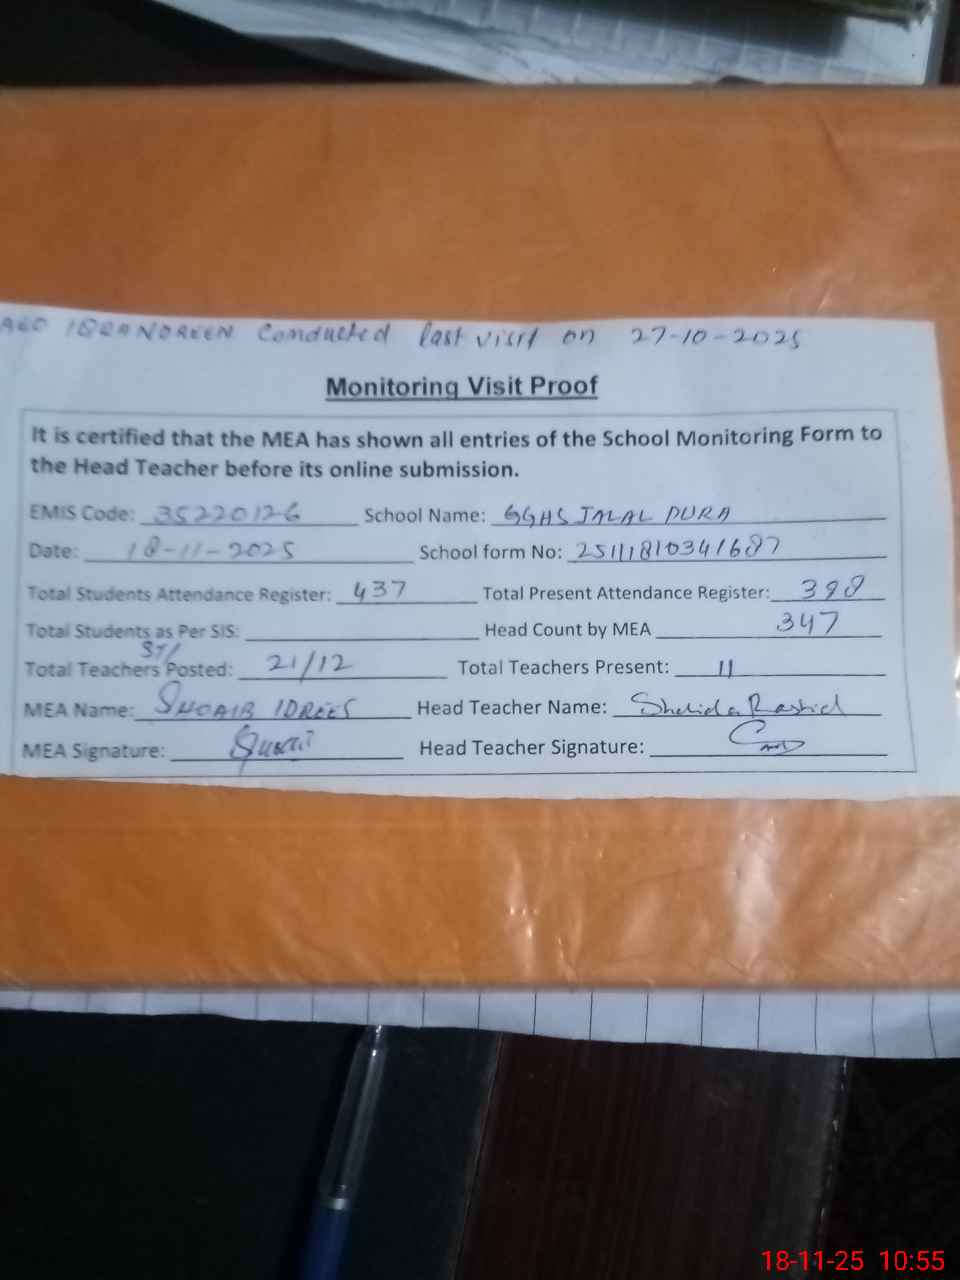 AEO IQRA NOREEN Conducted last visit on 27-10-2025
Monitoring Visit Proof
It is certified that the MEA has shown all entries of the School Monitoring Form to
the Head Teacher before its online submission.
EMIS Code: 35220126 School Name: GGHS JALAL PURA
Date: 18-11-2025 School form No: 25111810341687
Total Students Attendance Register: 437 Total Present Attendance Register: 398
Total Students as Per SIS: Head Count by MEA 347
Total Teachers Posted: 21/12 Total Teachers Present: 11
MEA Name: SHOAIB IDREES Head Teacher Name: Shahida Rashid
MEA Signature: Head Teacher Signature:
18-11-25 10:55